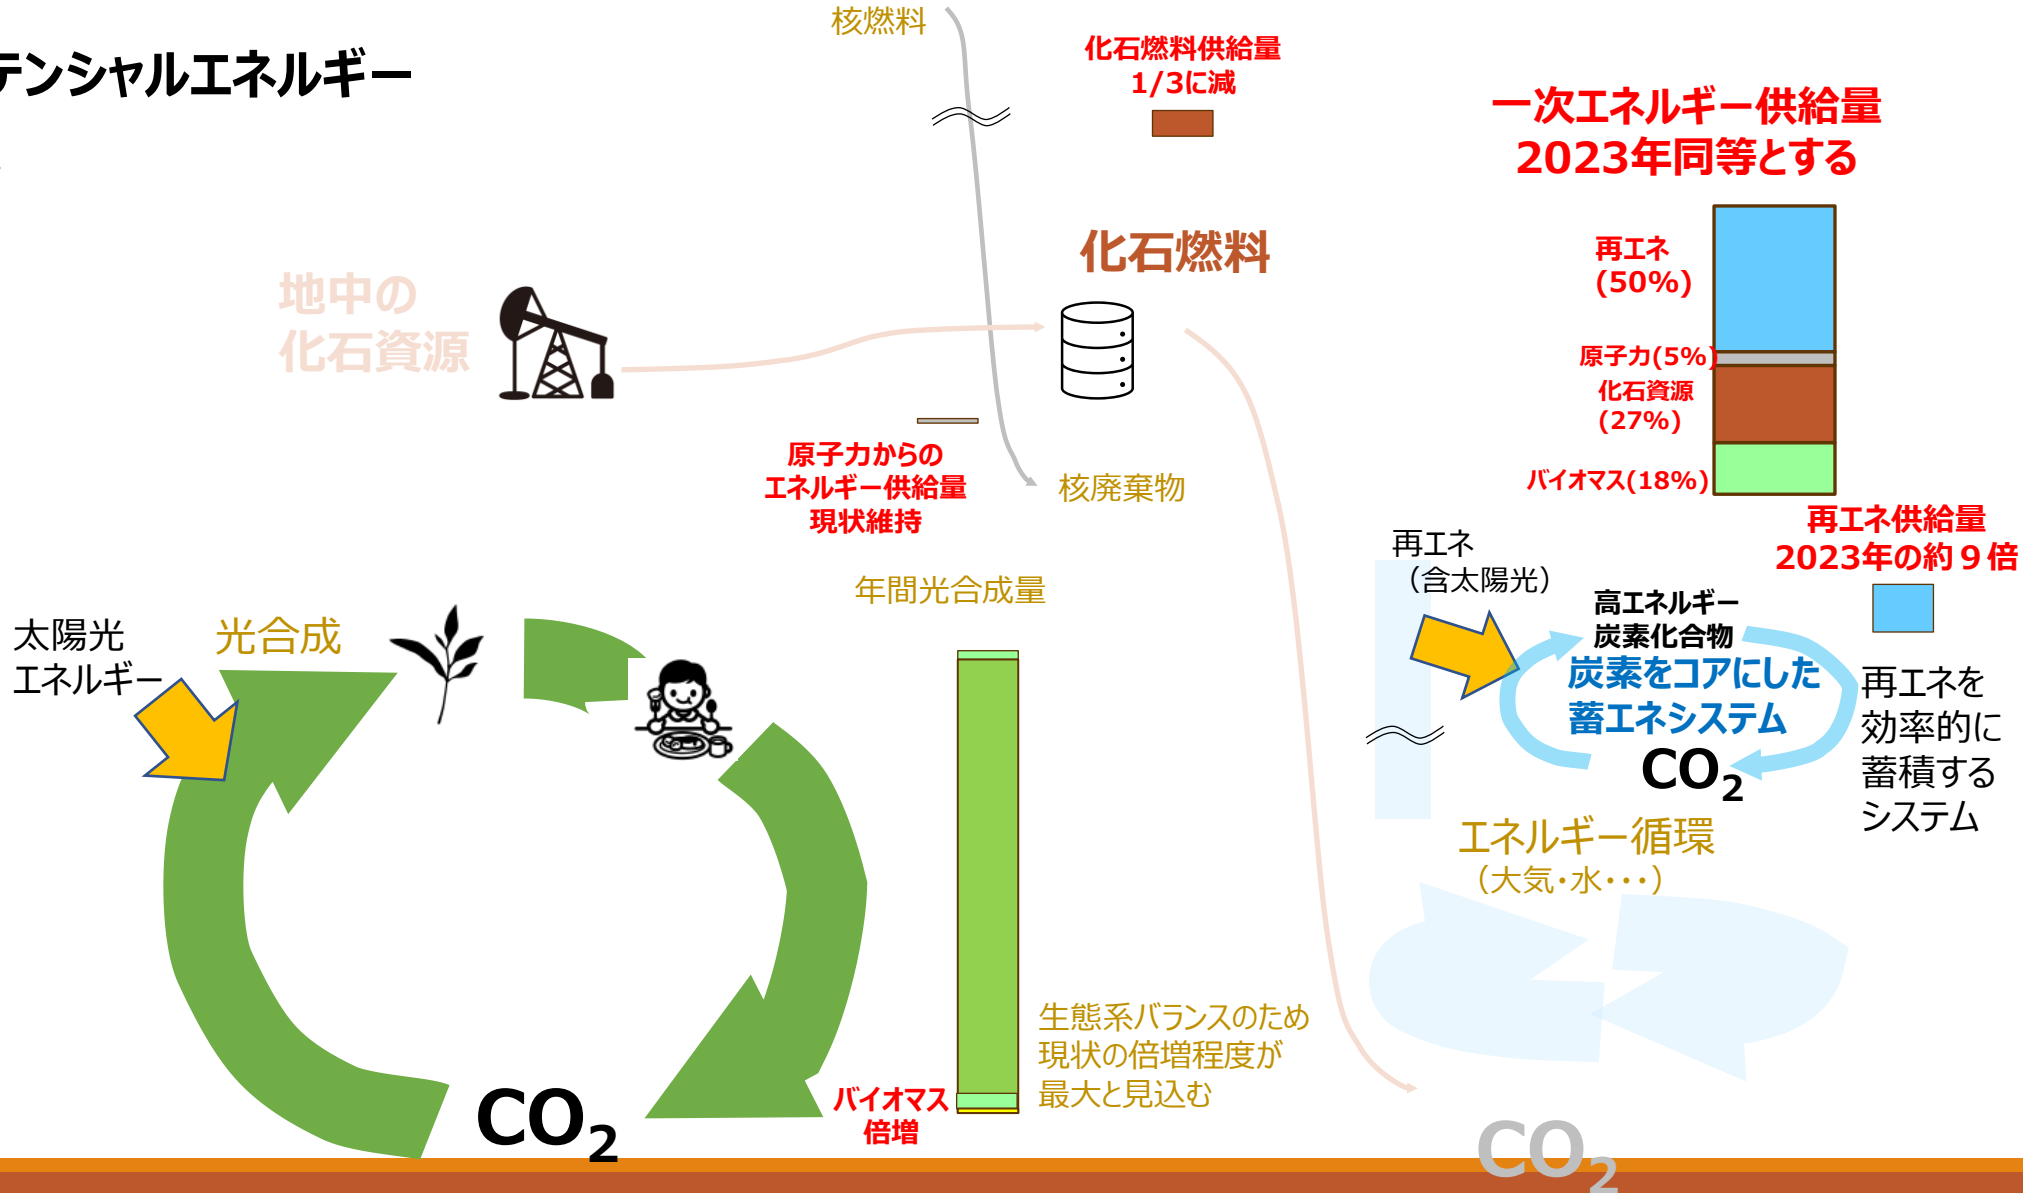 テンシャルエネルギー
核燃料
化石燃料供給量
1/3に減
一次エネルギー供給量
2023年同等とする
化石燃料
地中の
化石資源
再エネ
(50%)
原子力(5%)
化石資源
(27%)
バイオマス(18%)
原子力からの
エネルギー供給量
現状維持
核廃棄物
再エネ供給量
2023年の約９倍
再エネ
（含太陽光）
高エネルギー
炭素化合物
炭素をコアにした
蓄エネシステム
CO2
再エネを
効率的に
蓄積する
システム
年間光合成量
太陽光
エネルギー
光合成
エネルギー循環
（大気・水・・・）
生態系バランスのため
現状の倍増程度が
最大と見込む
バイオマス
倍増
CO2
CO2